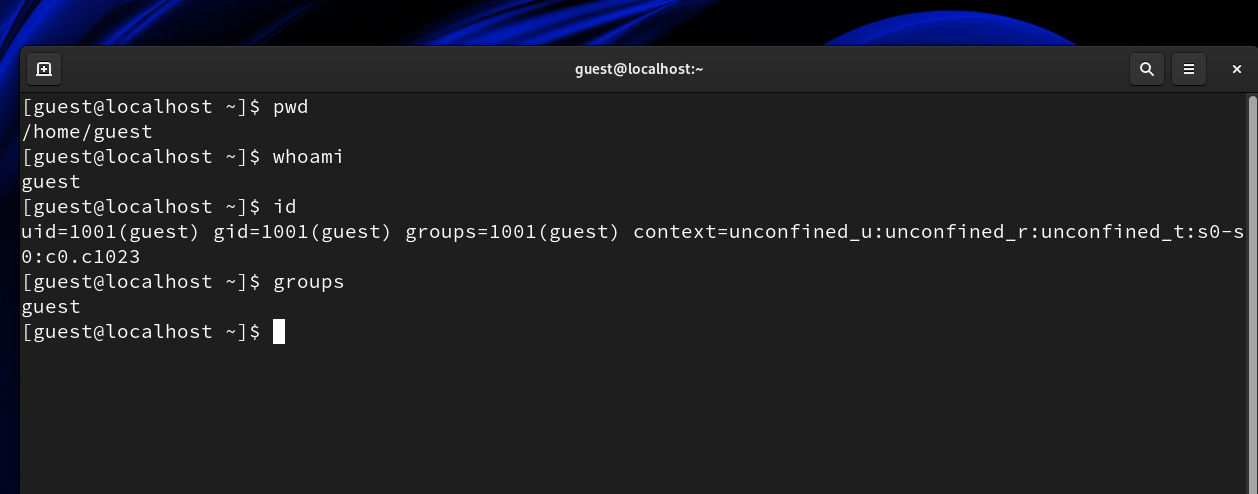 guest@localhost:~
[guest@localhost ~]$ pwd
/home/guest
[guest@localhost ~]$ whoami
guest
[guest@localhost ~]$ id
uid=1001(guest) gid=1001(guest) groups=1001(guest) context=unconfined_u:unconfined_r:unconfined_t:s0-s
0:c0.c1023
[guest@localhost ~]$ groups
guest
[guest@localhost ~]$